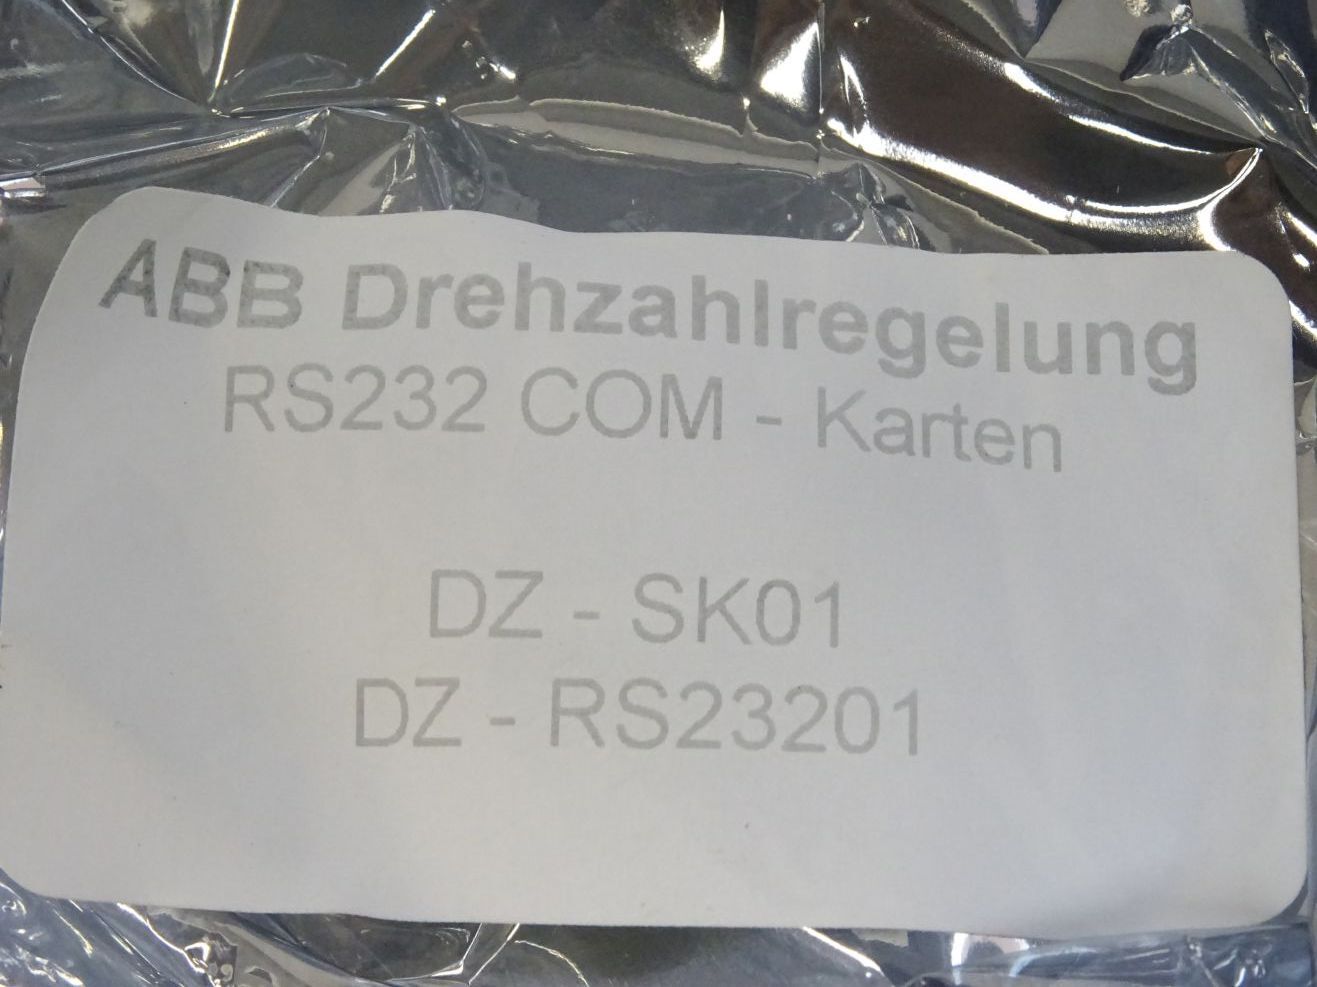 ABB Drehzahlregelung
RS232 COM - Karten
DZ - SK01
DZ - RS23201